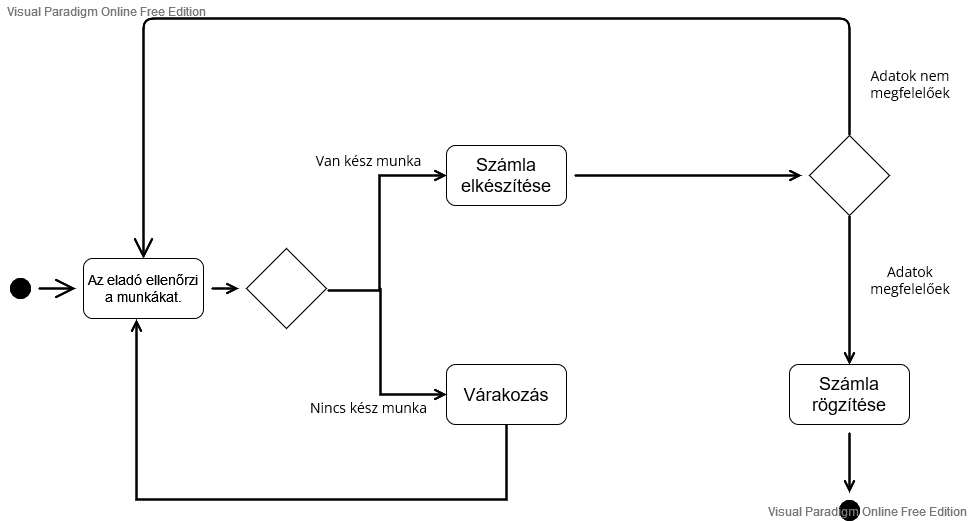 Visual Paradigm Online Free Edition
Adatok nem
megfelelőek
Van kész munka
Számla
elkészítése
Az eladó ellenőrzi
a munkákat.
Adatok
megfelelőek
Nincs kész munka
Várakozás
Számla
rögzítése
Visual Paradigm Online Free Edition